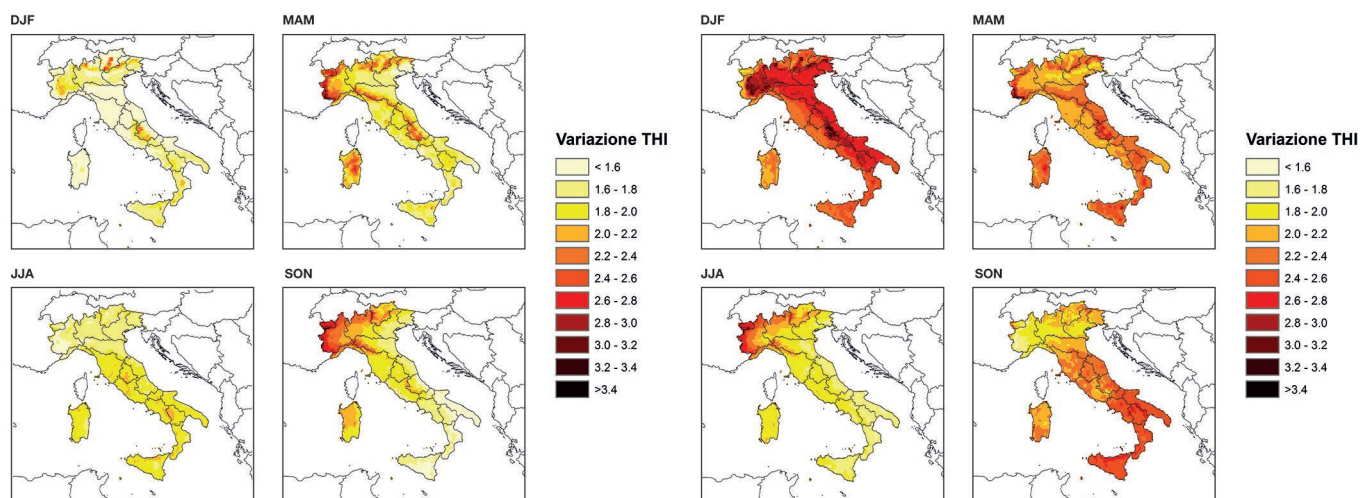 DJF
MAM
JJA
SON
Variazione THI
< 1.6
1.6 - 1.8
1.8 - 2.0
2.0 - 2.2
2.2 - 2.4
2.4 - 2.6
2.6 - 2.8
2.8 - 3.0
3.0 - 3.2
3.2 - 3.4
>3.4
DJF
MAM
JJA
SON
Variazione THI
< 1.6
1.6 - 1.8
1.8 - 2.0
2.0 - 2.2
2.2 - 2.4
2.4 - 2.6
2.6 - 2.8
2.8 - 3.0
3.0 - 3.2
3.2 - 3.4
>3.4